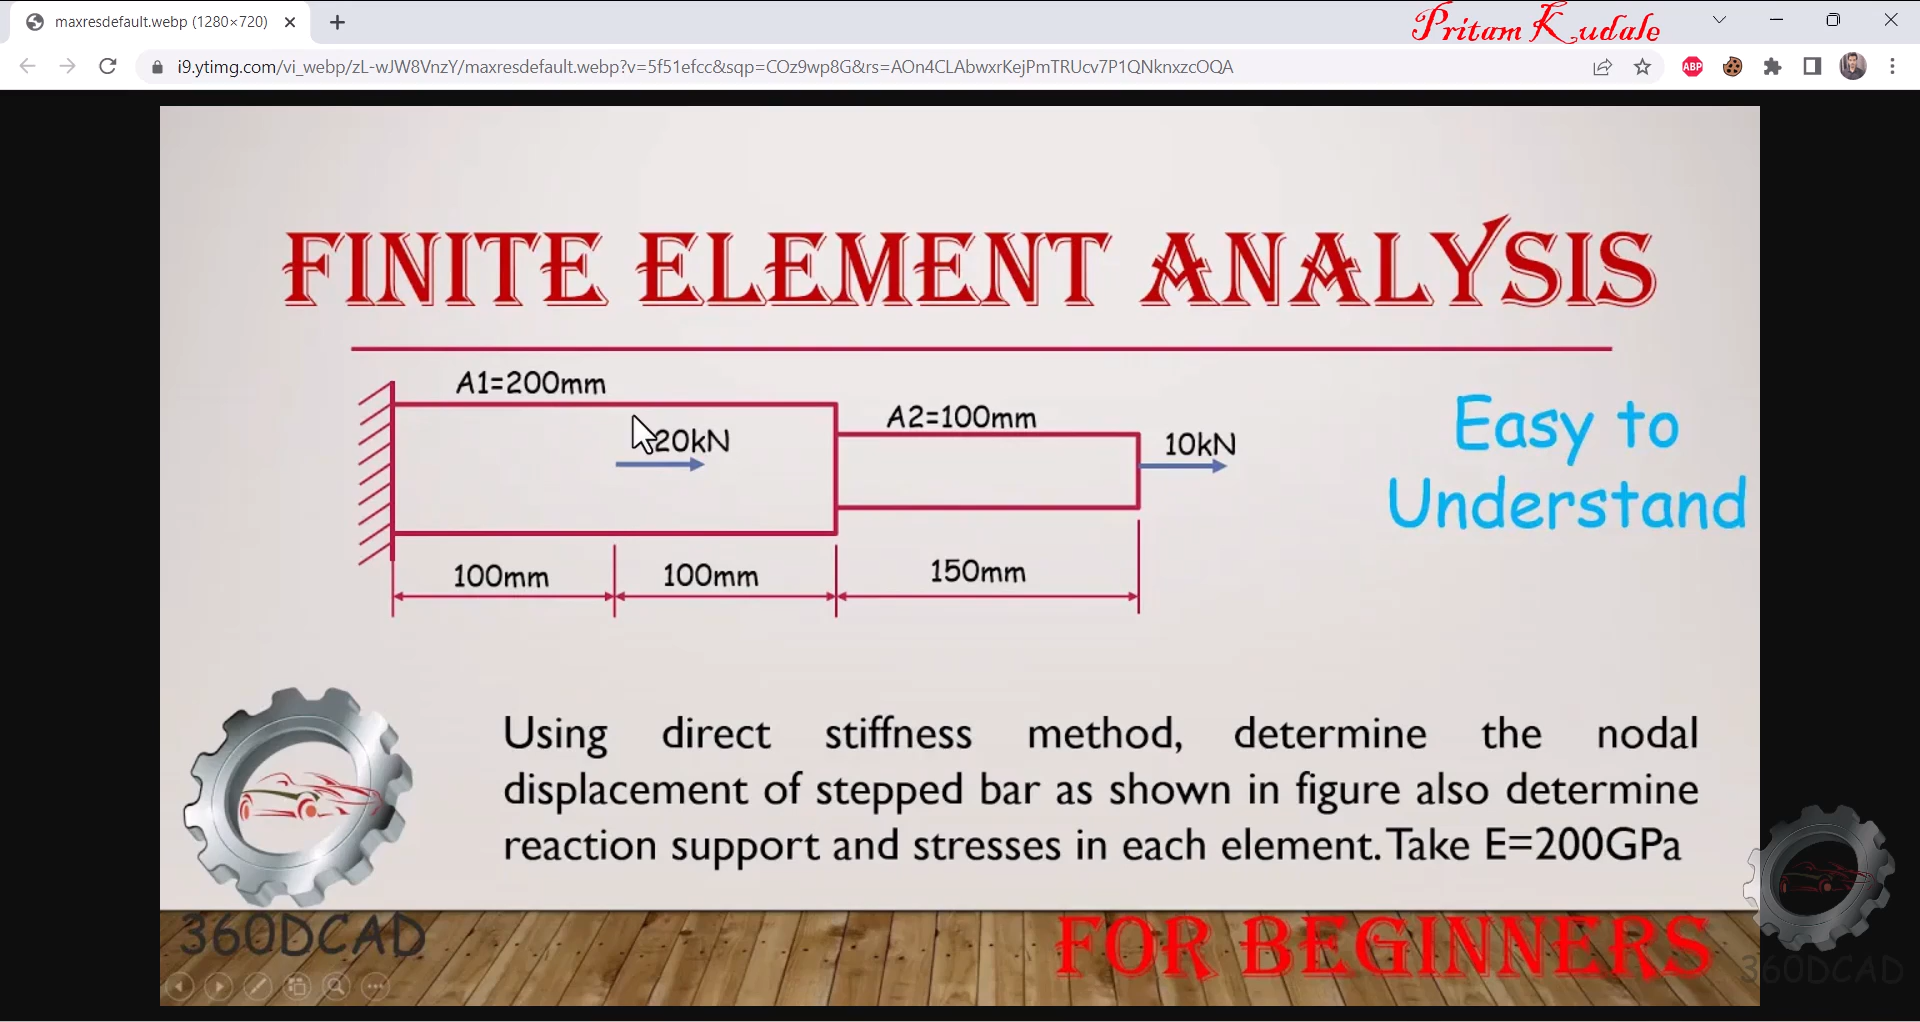 maxresdefault.webp (1280×720)
Pritam Kudale
i9.ytimg.com/vi_webp/zL-wJW8VnzY/maxresdefault.webp?v=5f51efcc&sqp=COz9wp8G&rs=AOn4CLAbwxrKejPmTRUcv7P1QNknxzcOQA
ABP
FINITE ELEMENT ANALYSIS
A1=200mm
A2=100mm
20kN
10kN
Easy to
Understand
100mm
100mm
150mm
Using direct stiffness method, determine the nodal
displacement of stepped bar as shown in figure also determine
reaction support and stresses in each element. Take E=200GPa
360DCAD
FOR BEGINNERS
360DCAD